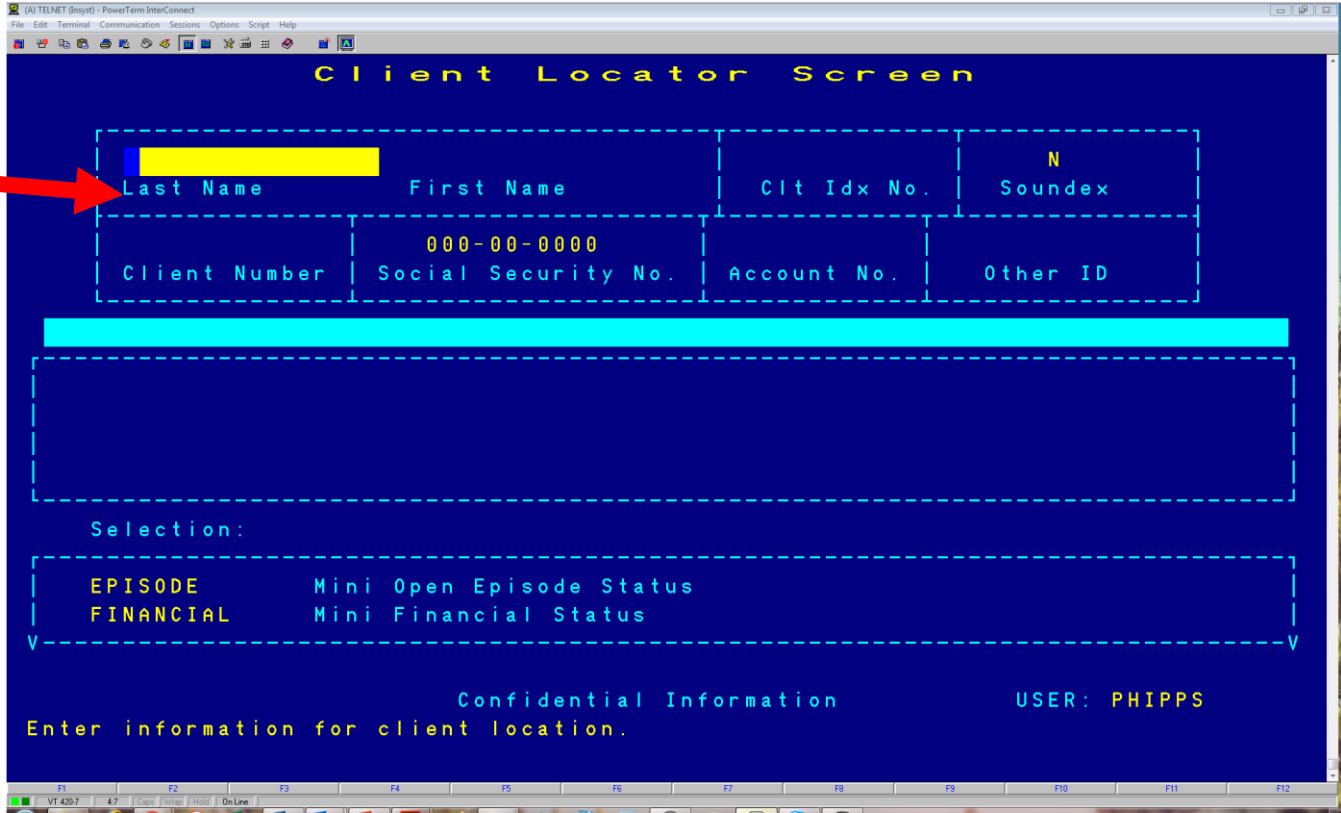 (A) TELNET (Insyst) - PowerTerm InterConnect
File Edit Terminal Communication Sessions Options Script Help
Client Locator Screen
N
Last Name First Name Clt Idx No. Soundex
000-00-0000
Client Number Social Security No. Account No. Other ID
Selection:
EPISODE Mini Open Episode Status
FINANCIAL Mini Financial Status
V V
Confidential Information USER: PHIPPS
Enter information for client location.
F1 F2 F3 F4 F5 F6 F7 F8 F9 F10 F11 F12
VT 420-7 4:7 Caps Wrap Hold On Line